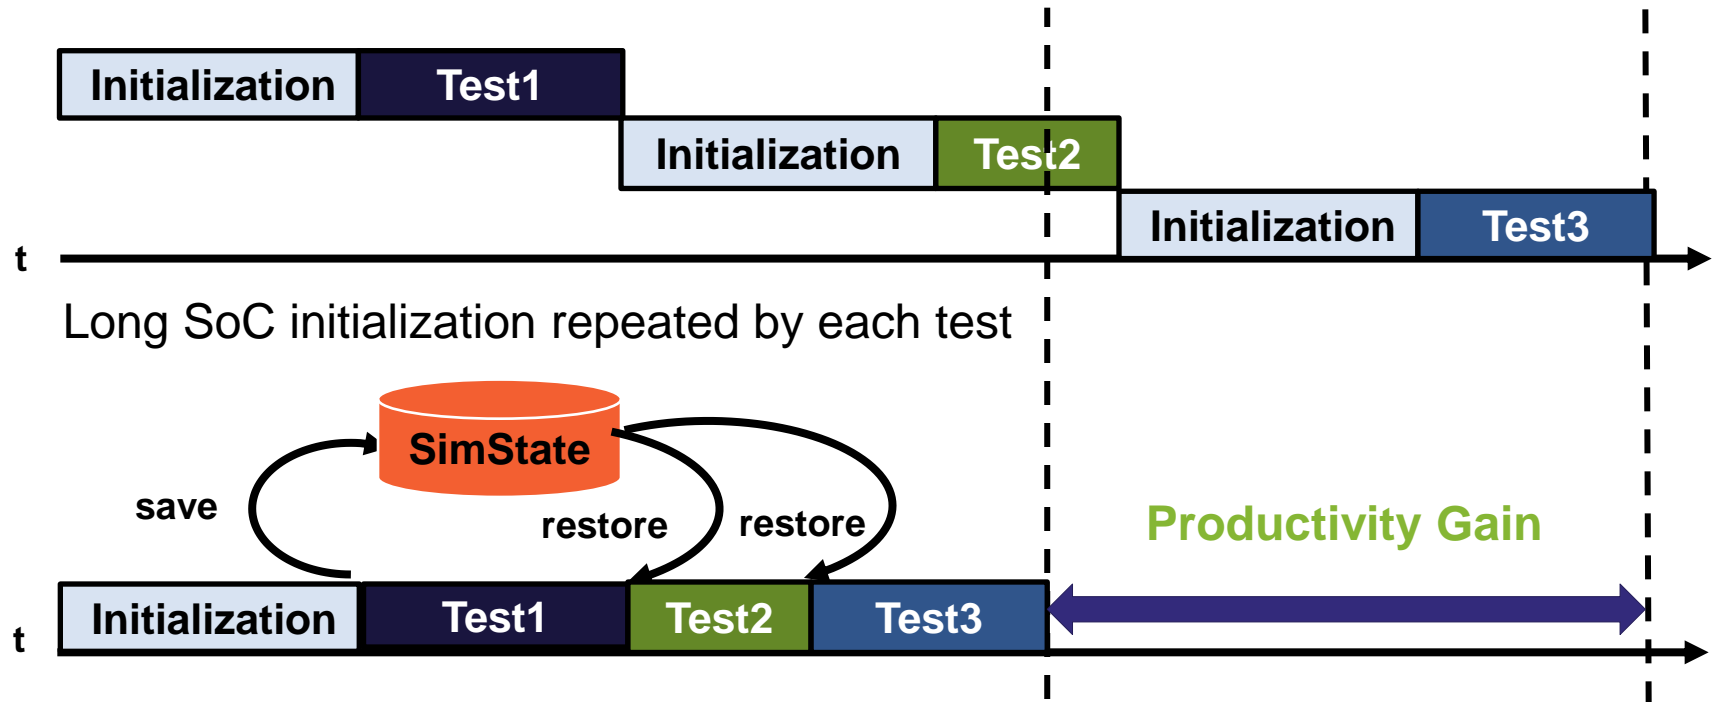 Initialization Test1
Initialization Test2
Initialization Test3
t
Long SoC initialization repeated by each test
SimState
save
restore
restore
Productivity Gain
Initialization Test1 Test2 Test3
t